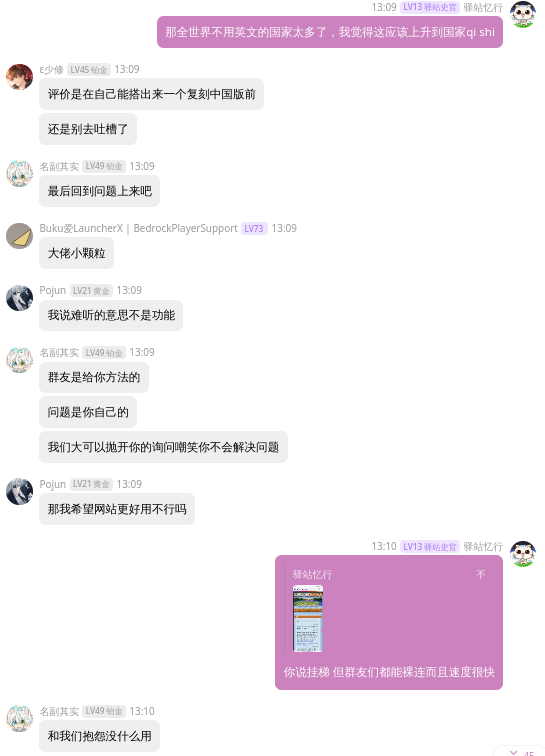 13:09 LV13 驿站史官 驿站忆行
那全世界不用英文的国家太多了，我觉得这应该上升到国家qi shi
ε少修 LV45 铂金 13:09
评价是在自己能搭出来一个复刻中国版前
还是别去吐槽了
名副其实 LV49 铂金 13:09
最后回到问题上来吧
Buku爱LauncherX | BedrockPlayerSupport LV73 13:09
大佬小颗粒
Pojun LV21 黄金 13:09
我说难听的意思不是功能
名副其实 LV49 铂金 13:09
群友是给你方法的
问题是你自己的
我们大可以抛开你的询问嘲笑你不会解决问题
Pojun LV21 黄金 13:09
那我希望网站更好用不行吗
13:10 LV13 驿站史官 驿站忆行
驿站忆行
你说挂梯 但群友们都能裸连而且速度很快
名副其实 LV49 铂金 13:10
和我们抱怨没什么用